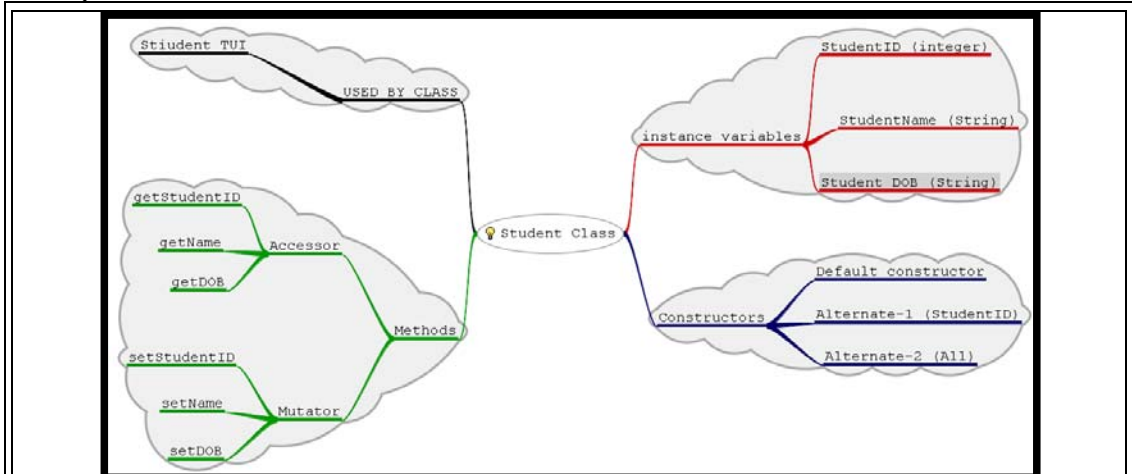 Stiudent TUI
USED BY CLASS
getStudentID
getName
Accessor
getDOB
Methods
setStudentID
setName
Mutator
setDOB
Student Class
StudentID (integer)
StudentName (String)
instance variables
Student DOB (String)
Default constructor
Constructors
Alternate-1 (StudentID)
Alternate-2 (All)